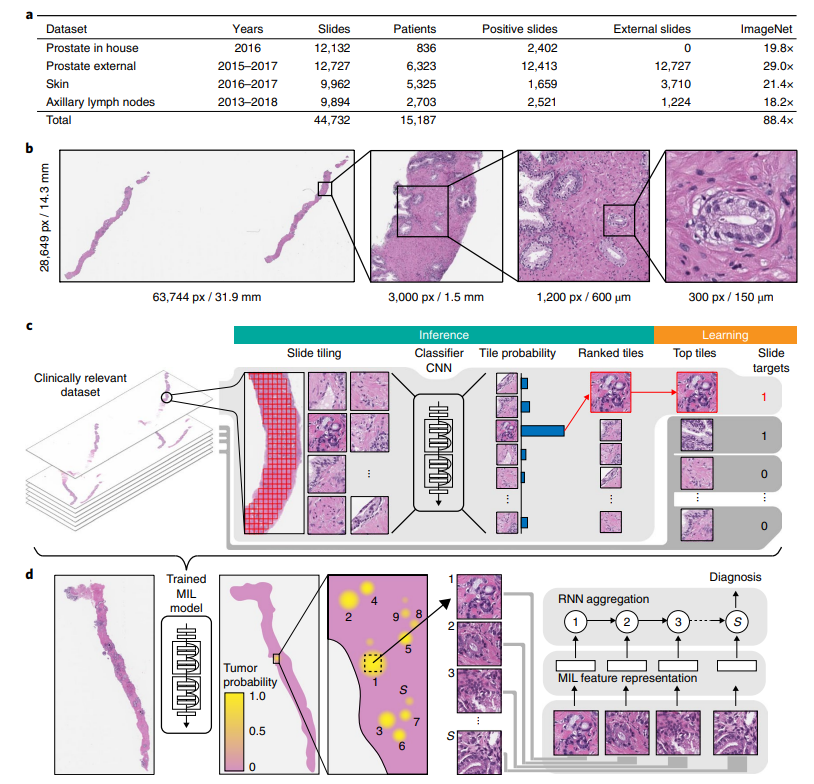 a
Dataset Years Slides Patients Positive slides External slides ImageNet
Prostate in house 2016 12,132 836 2,402 0 19.8×
Prostate external 2015–2017 12,727 6,323 12,413 12,727 29.0×
Skin 2016–2017 9,962 5,325 1,659 3,710 21.4×
Axillary lymph nodes 2013–2018 9,894 2,703 2,521 1,224 18.2×
Total 44,732 15,187 88.4×
b
28,649 px / 14.3 mm
63,744 px / 31.9 mm
3,000 px / 1.5 mm
1,200 px / 600 μm
300 px / 150 μm
c
Inference
Learning
Clinically relevant
dataset
Slide tiling
Classifier
CNN
Tile probability
Ranked tiles
Top tiles
Slide
targets
1
1
0
0
...
...
...
...
...
d
Trained
MIL
model
Tumor
probability
1.0
0.5
0
4
2
9
8
5
1
S
3
7
6
1
2
3
...
S
Diagnosis
RNN aggregation
1
2
3
S
MIL feature representation